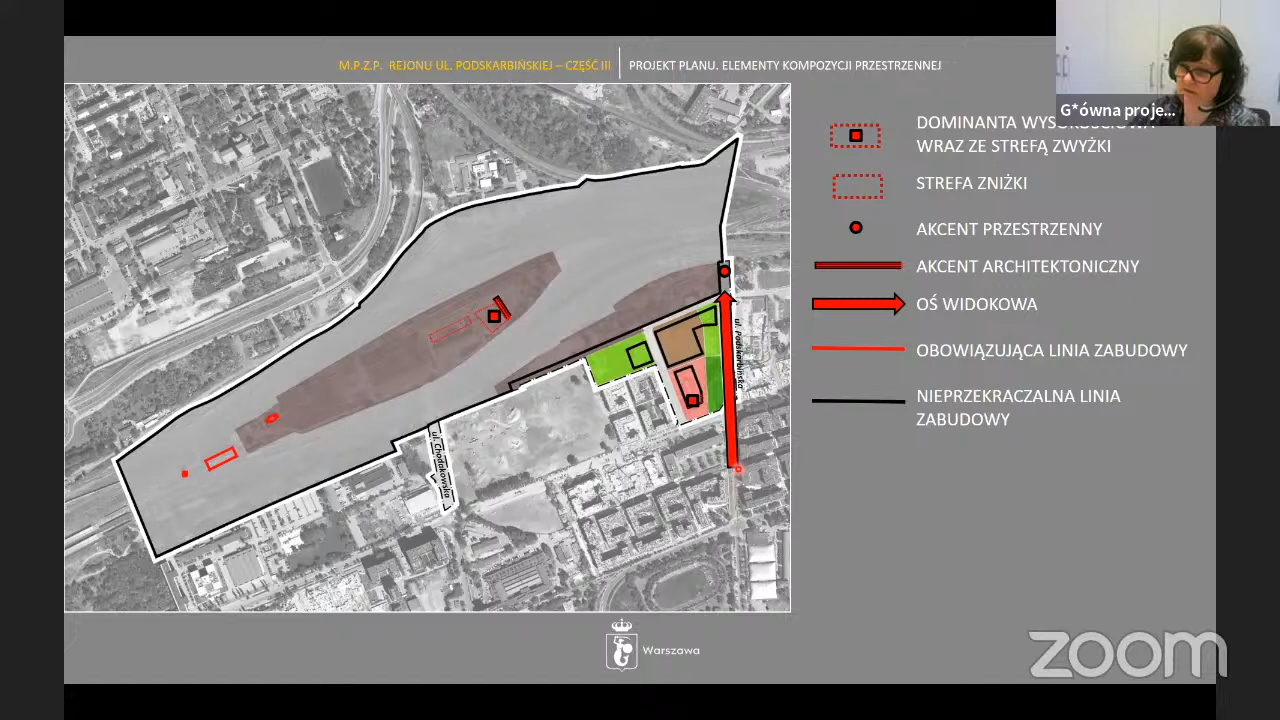 M.P.Z.P. REJONU UL. PODSKARBIŃSKIEJ – CZĘŚĆ III
PROJEKT PLANU. ELEMENTY KOMPOZYCJI PRZESTRZENNEJ
G*ówna proje...
DOMINANTA WYSOKOŚCIOWA
WRAZ ZE STREFĄ ZWYŻKI
STREFA ZNIŻKI
AKCENT PRZESTRZENNY
AKCENT ARCHITEKTONICZNY
OŚ WIDOKOWA
OBOWIĄZUJĄCA LINIA ZABUDOWY
NIEPRZEKRACZALNA LINIA
ZABUDOWY
ul. Podskarbińska
ul. Chodakowska
Warszawa
zoom